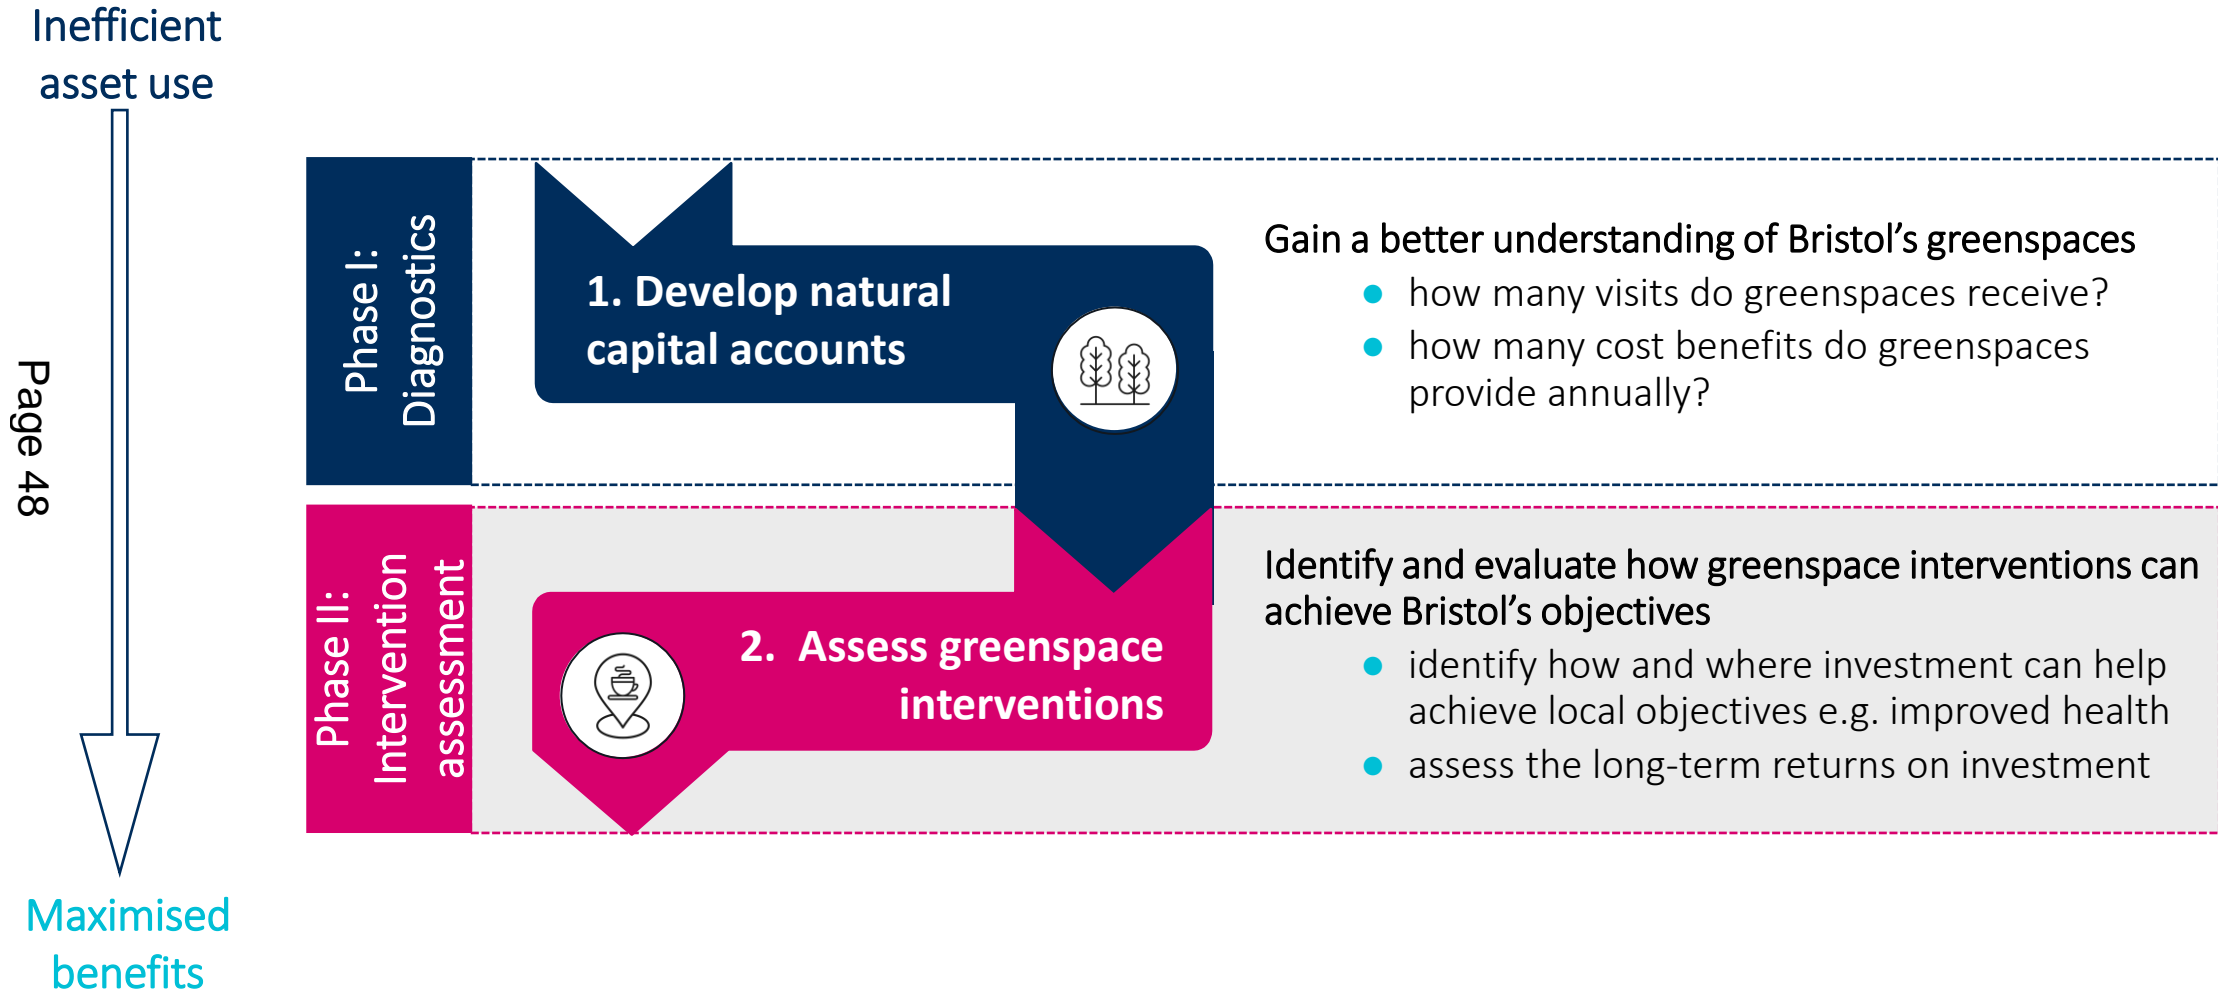 Inefficient
asset use
Page 48
Maximised
benefits
Phase I:
Diagnostics
1. Develop natural
capital accounts
Gain a better understanding of Bristol's greenspaces
how many visits do greenspaces receive?
how many cost benefits do greenspaces
provide annually?
Phase III:
Intervention
assessment
2. Assess greenspace
interventions
Identify and evaluate how greenspace interventions can
achieve Bristol's objectives
identify how and where investment can help
achieve local objectives e.g. improved health
assess the long-term returns on investment